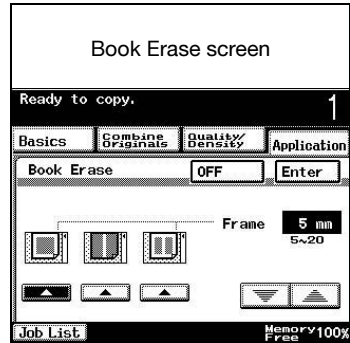 Book Erase screen
Ready to copy. 1
Basics Combine Originals Quality/Density Application
Book Erase OFF Enter
Frame 5 mm
5~20
Job List Memory Free 100%